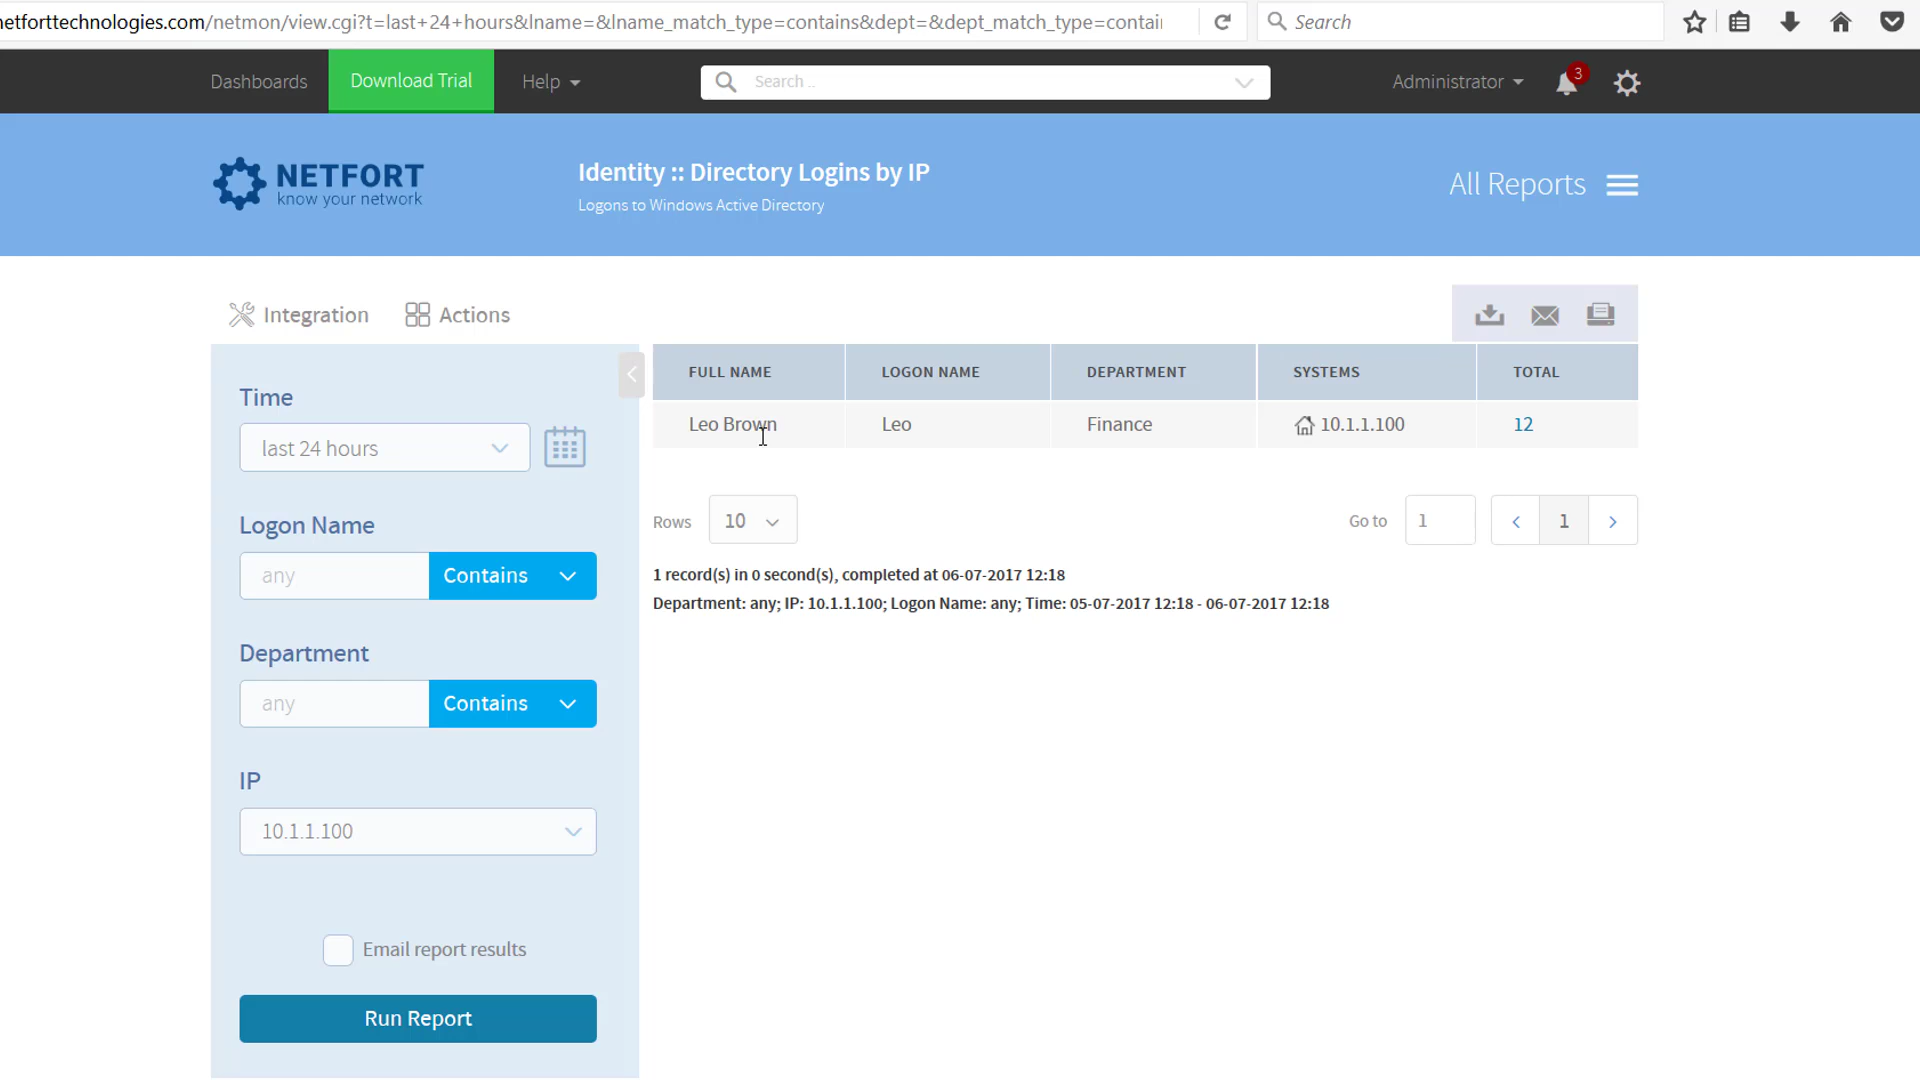 netforttechnologies.com/netmon/view.cgi?t=last+24+hours&lname=&lname_match_type=contains&dept=&dept_match_type=contai
Search
Dashboards
Download Trial
Help
Search ..
Administrator
3
NETFORT
know your network
Identity :: Directory Logins by IP
Logons to Windows Active Directory
All Reports
Integration
Actions
Time
last 24 hours
Logon Name
any
Contains
Department
any
Contains
IP
10.1.1.100
Email report results
Run Report
FULL NAME LOGON NAME DEPARTMENT SYSTEMS TOTAL
Leo Brown Leo Finance 10.1.1.100 12
Rows 10
Go to 1 1
1 record(s) in 0 second(s), completed at 06-07-2017 12:18
Department: any; IP: 10.1.1.100; Logon Name: any; Time: 05-07-2017 12:18 - 06-07-2017 12:18